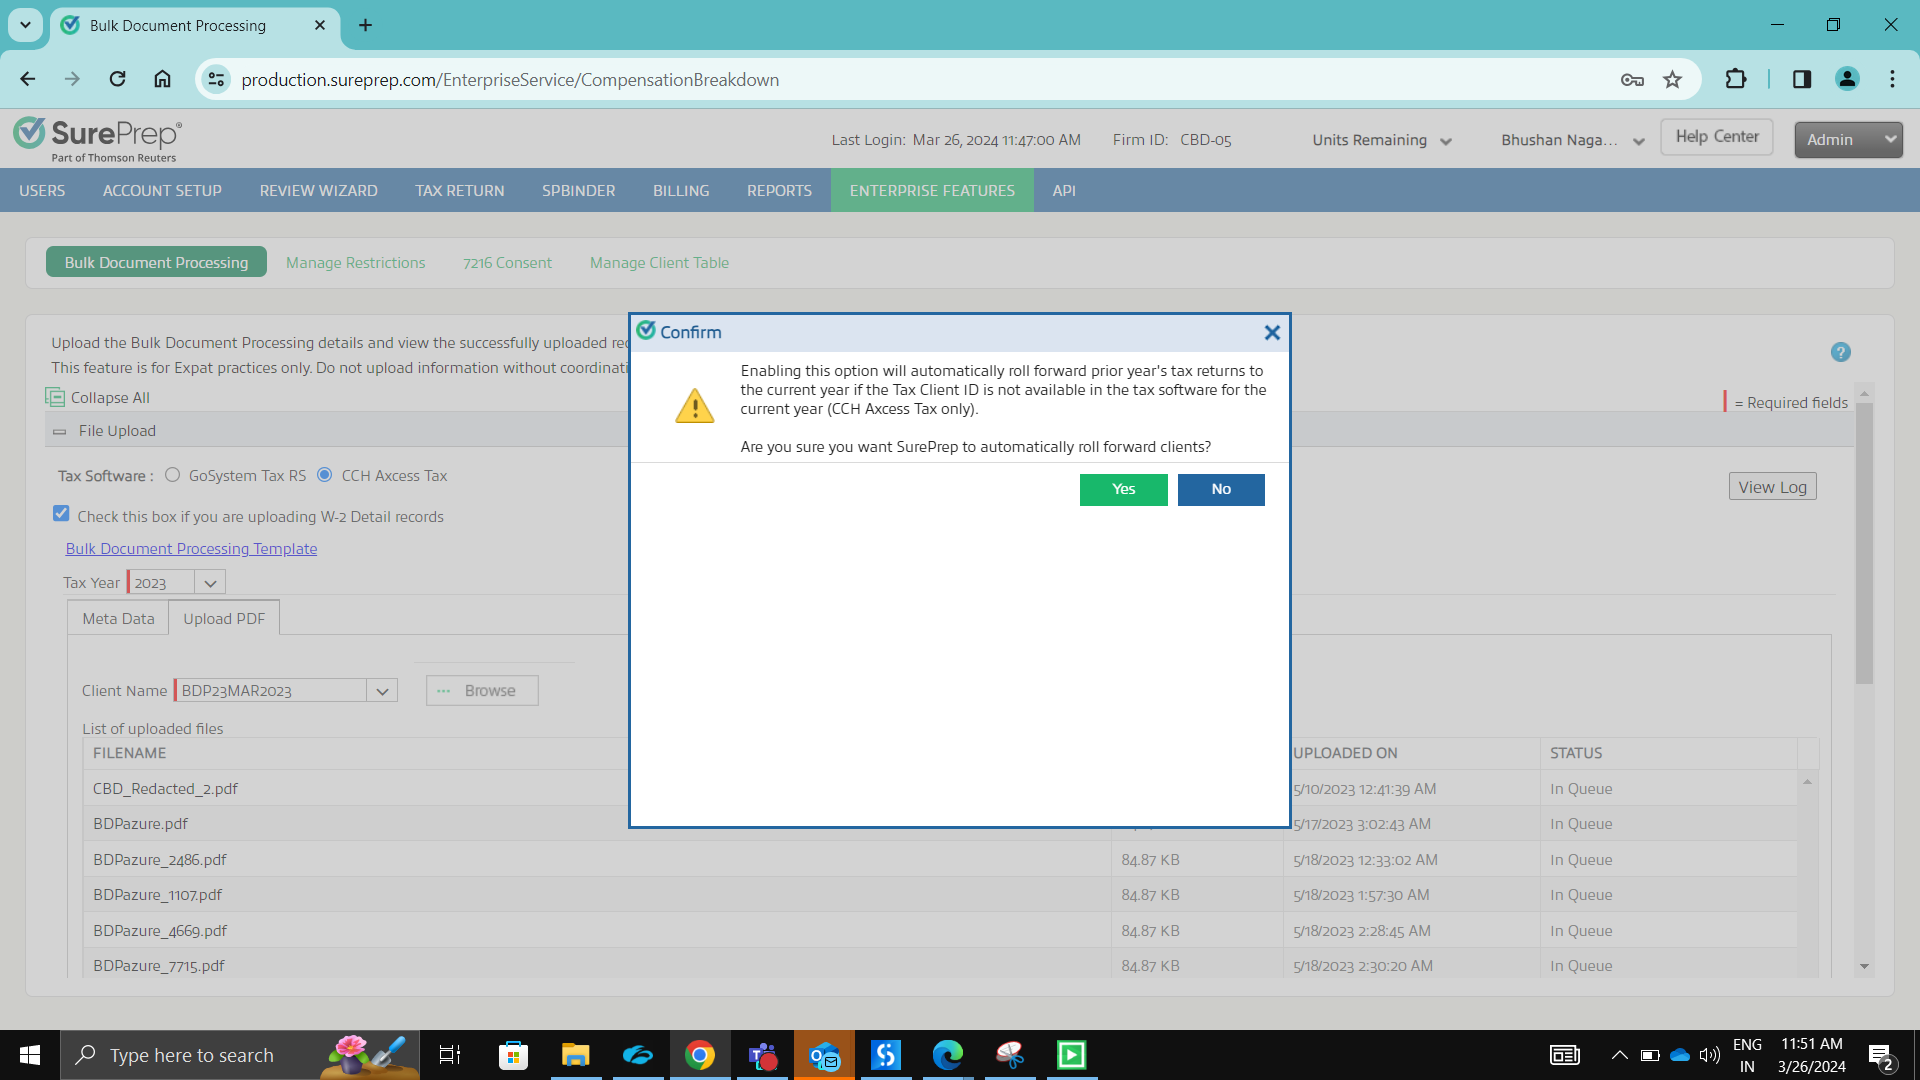 Bulk Document Processing
production.sureprep.com/EnterpriseService/CompensationBreakdown
SurePrep®
Part of Thomson Reuters
Last Login: Mar 26, 2024 11:47:00 AM
Firm ID: CBD-05
Units Remaining
Bhushan Naga...
Help Center
Admin
USERS
ACCOUNT SETUP
REVIEW WIZARD
TAX RETURN
SPBINDER
BILLING
REPORTS
ENTERPRISE FEATURES
API
Bulk Document Processing
Manage Restrictions
7216 Consent
Manage Client Table
Upload the Bulk Document Processing details and view the successfully uploaded re
This feature is for Expat practices only. Do not upload information without coordinati
Collapse All
= Required fields
File Upload
Tax Software :
GoSystem Tax RS
CCH Axcess Tax
View Log
Check this box if you are uploading W-2 Detail records
Bulk Document Processing Template
Tax Year
2023
Meta Data
Upload PDF
Client Name
BDP23MAR2023
Browse
List of uploaded files
FILENAME
UPLOADED ON
STATUS
CBD_Redacted_2.pdf
5/10/2023 12:41:39 AM
In Queue
BDPazure.pdf
5/17/2023 3:02:43 AM
In Queue
BDPazure_2486.pdf
84.87 KB
5/18/2023 12:33:02 AM
In Queue
BDPazure_1107.pdf
84.87 KB
5/18/2023 1:57:30 AM
In Queue
BDPazure_4669.pdf
84.87 KB
5/18/2023 2:28:45 AM
In Queue
BDPazure_7715.pdf
84.87 KB
5/18/2023 2:30:20 AM
In Queue
Confirm
Enabling this option will automatically roll forward prior year's tax returns to
the current year if the Tax Client ID is not available in the tax software for the
current year (CCH Axcess Tax only).
Are you sure you want SurePrep to automatically roll forward clients?
Yes
No
Type here to search
ENG
IN
11:51 AM
3/26/2024
2